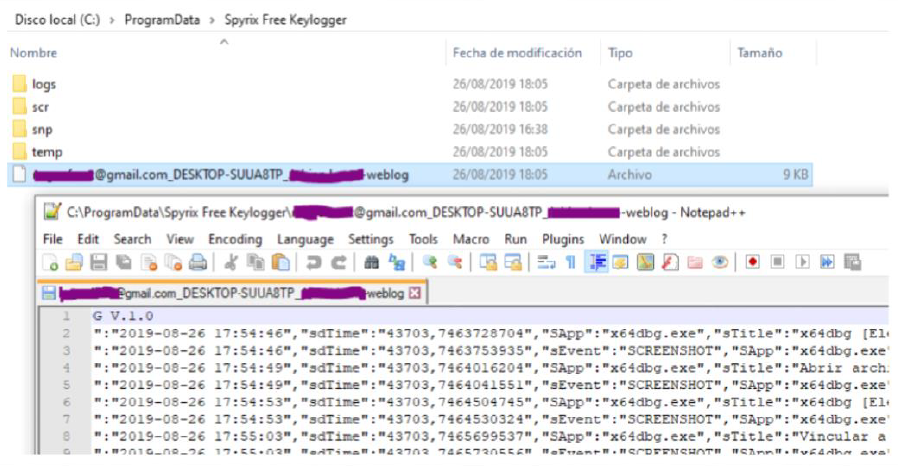 Disco local (C:) > ProgramData > Spyrix Free Keylogger
Nombre Fecha de modificación Tipo Tamaño
logs 26/08/2019 18:05 Carpeta de archivos
scr 26/08/2019 18:05 Carpeta de archivos
snp 26/08/2019 16:38 Carpeta de archivos
temp 26/08/2019 18:05 Carpeta de archivos
@gmail.com_DESKTOP-SUUA8TP_ -weblog 26/08/2019 18:05 Archivo 9 KB
C:\ProgramData\Spyrix Free Keylogger\ @gmail.com_DESKTOP-SUUA8TP_ -weblog - Notepad++
File Edit Search View Encoding Language Settings Tools Macro Run Plugins Window ?
@gmail.com_DESKTOP-SUUA8TP_ -weblog
1 G V.1.0
2 ":"2019-08-26 17:54:46","sdTime":"43703,7463728704","SApp":"x64dbg.exe","sTitle":"x64dbg [Ele
3 ":"2019-08-26 17:54:46","sdTime":"43703,7463753935","sEvent":"SCREENSHOT","SApp":"x64dbg.exe"
4 ":"2019-08-26 17:54:49","sdTime":"43703,7464016204","SApp":"x64dbg.exe","sTitle":"Abrir archi
5 ":"2019-08-26 17:54:49","sdTime":"43703,7464041551","sEvent":"SCREENSHOT","SApp":"x64dbg.exe"
6 ":"2019-08-26 17:54:53","sdTime":"43703,7464504745","SApp":"x64dbg.exe","sTitle":"x64dbg [Ele
7 ":"2019-08-26 17:54:53","sdTime":"43703,7464530324","sEvent":"SCREENSHOT","SApp":"x64dbg.exe"
8 ":"2019-08-26 17:55:03","sdTime":"43703,7465699537","SApp":"x64dbg.exe","sTitle":"Vincular a
9 ":"2019-08-26 17:55:03","sdTime":"43703,7465730556","sEvent":"SCREENSHOT","SApp":"x64dbg.exe